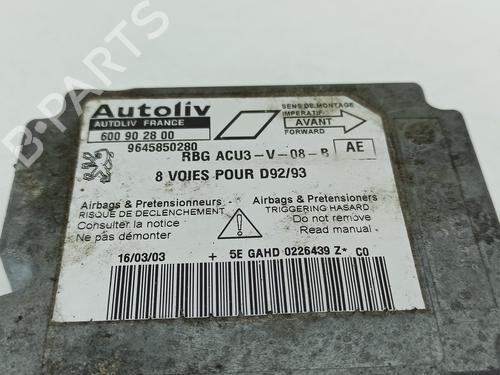 B-PARTS
Autoliv
AUTOLIV FRANCE
600 90 28 00
9645850280
SENS DE MONTAGE
IMPERATIF
AVANT
FORWARD
RBG ACU3-V-08-B AE
8 VOIES POUR D92/93
Airbags & Pretensionneurs
RISQUE DE DECLENCHEMENT
Consulter la notice
Ne pas démonter
Airbags & Pretensioners
TRIGGERING HASARD
Do not remove
Read manual
16/03/03 + 5E GAHD 0226439 Z* C0